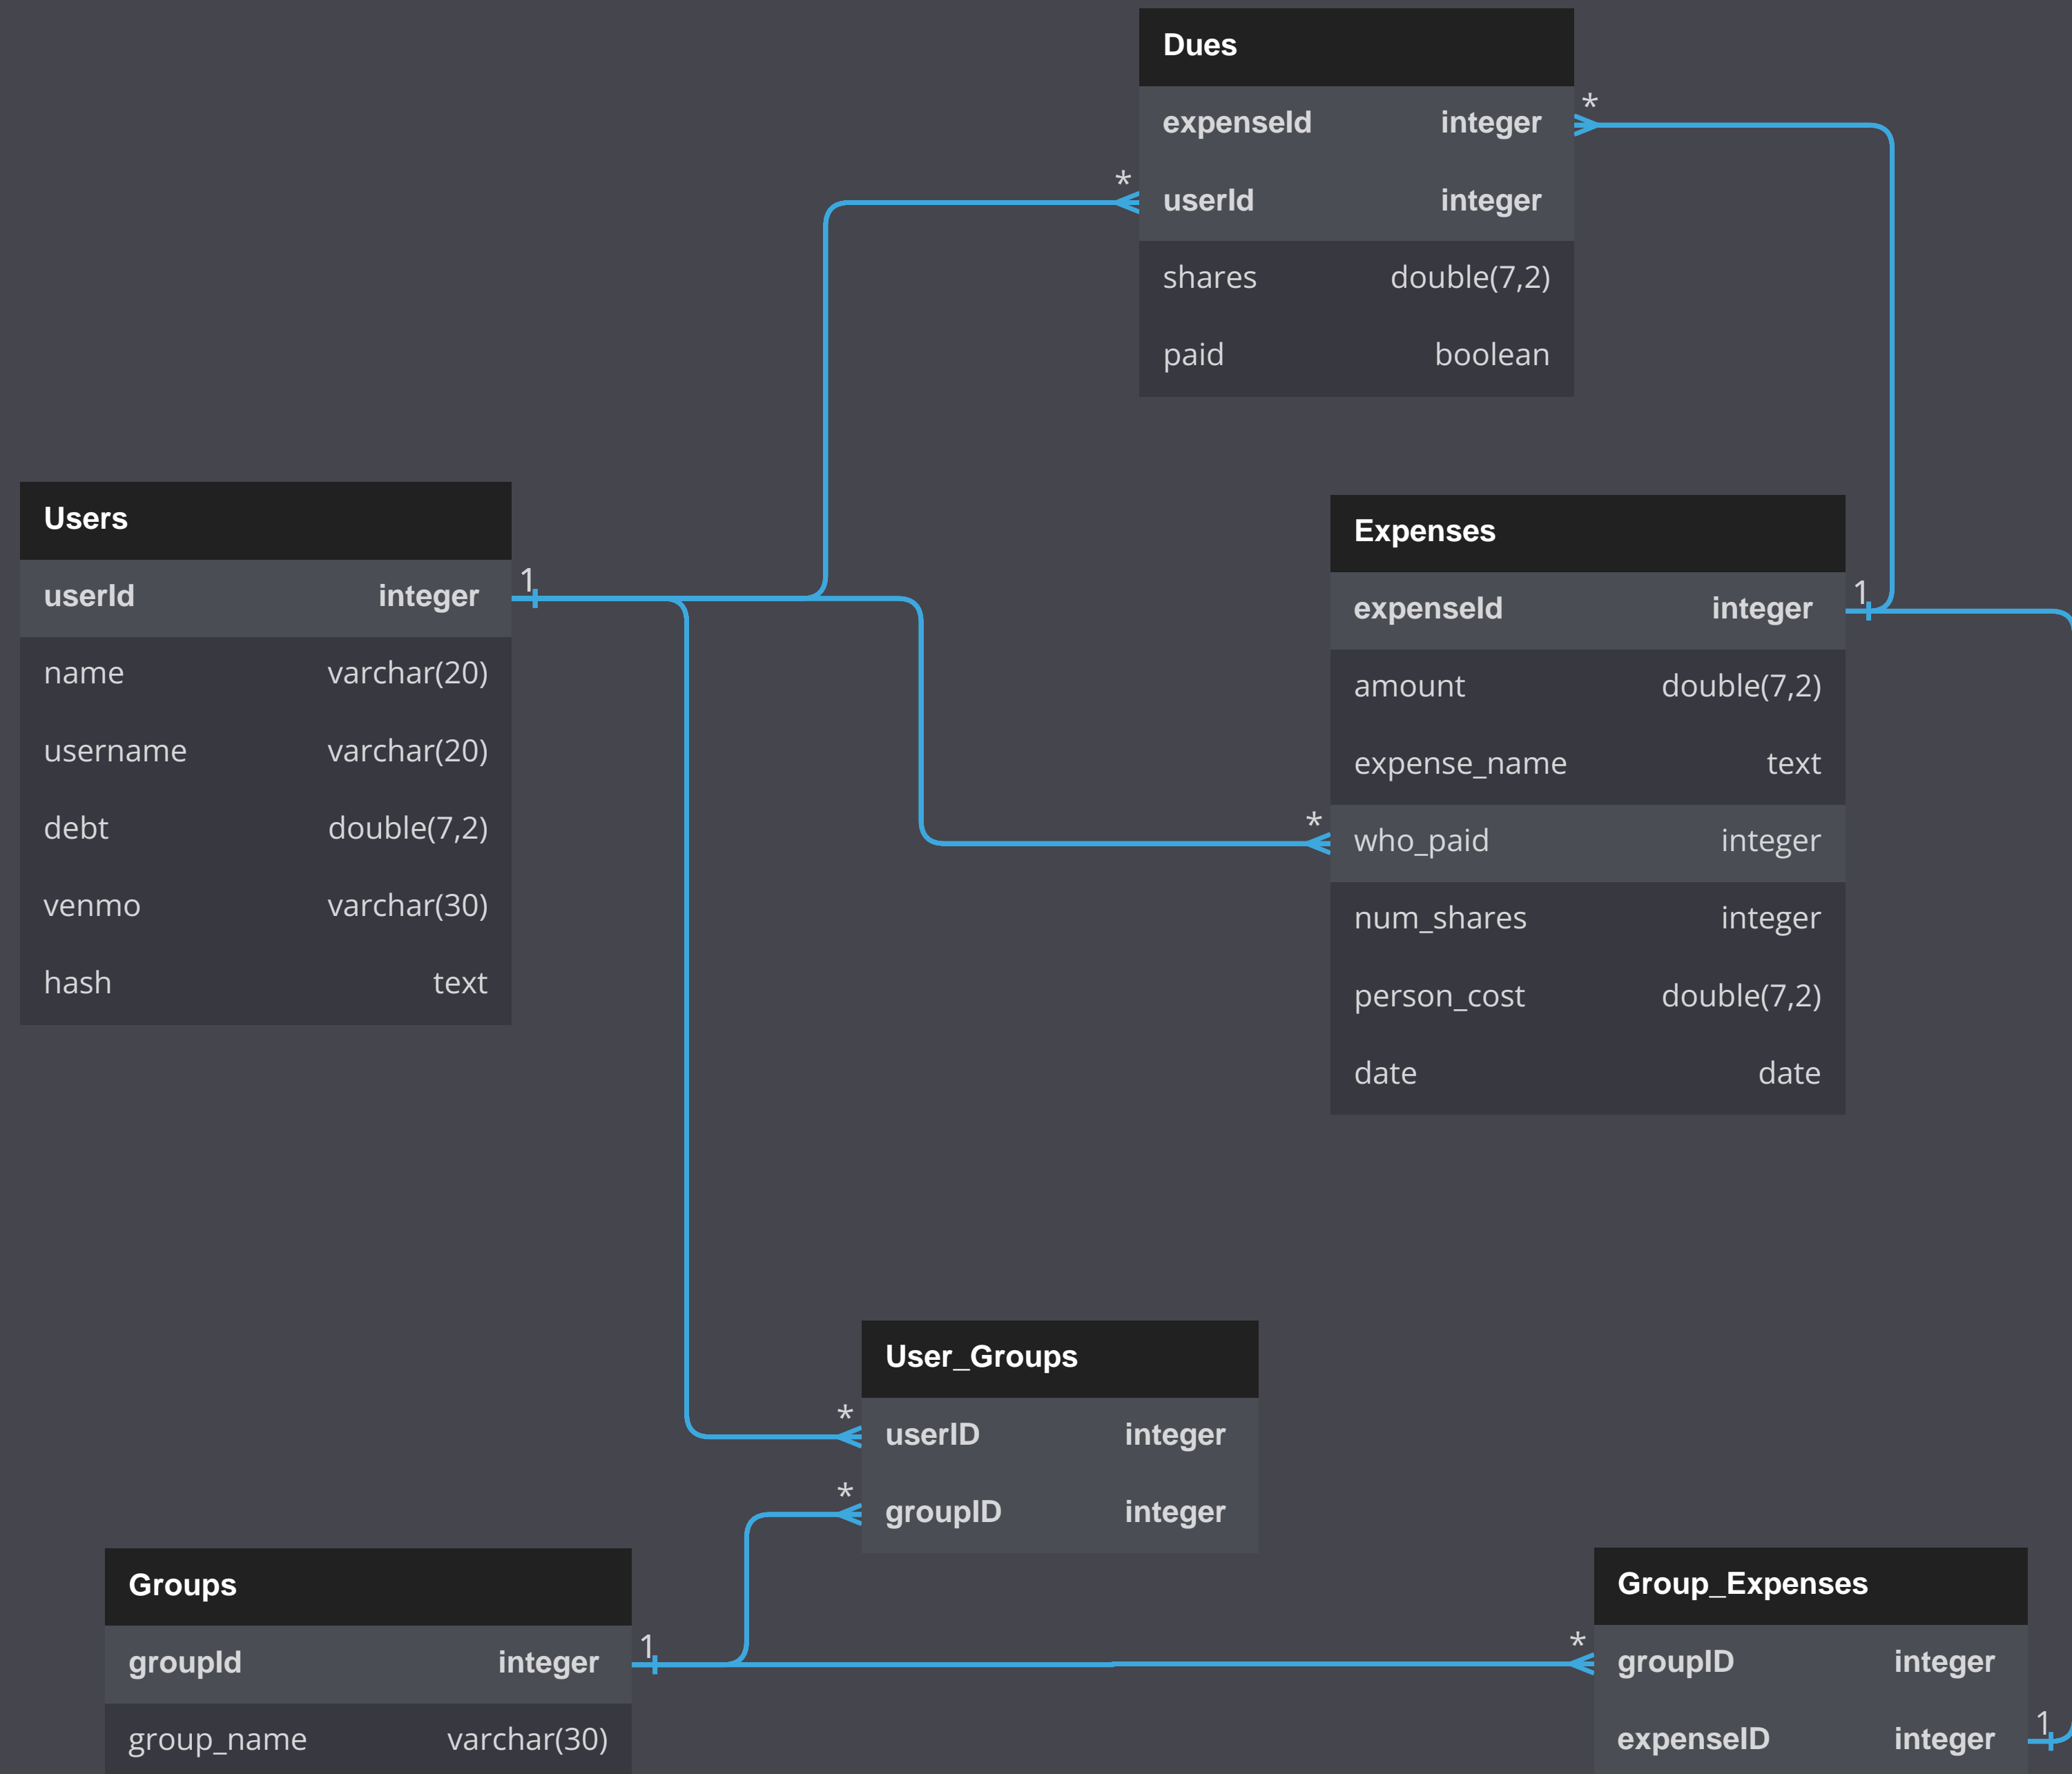 Dues
expenseId integer
userId integer
shares double(7,2)
paid boolean
*
*
Users
userId integer
name varchar(20)
username varchar(20)
debt double(7,2)
venmo varchar(30)
hash text
1
Expenses
expenseId integer
amount double(7,2)
expense_name text
who_paid integer
num_shares integer
person_cost double(7,2)
date date
1
*
User_Groups
userID integer
groupID integer
*
*
Groups
groupId integer
group_name varchar(30)
1
Group_Expenses
groupID integer
expenseID integer
*
1